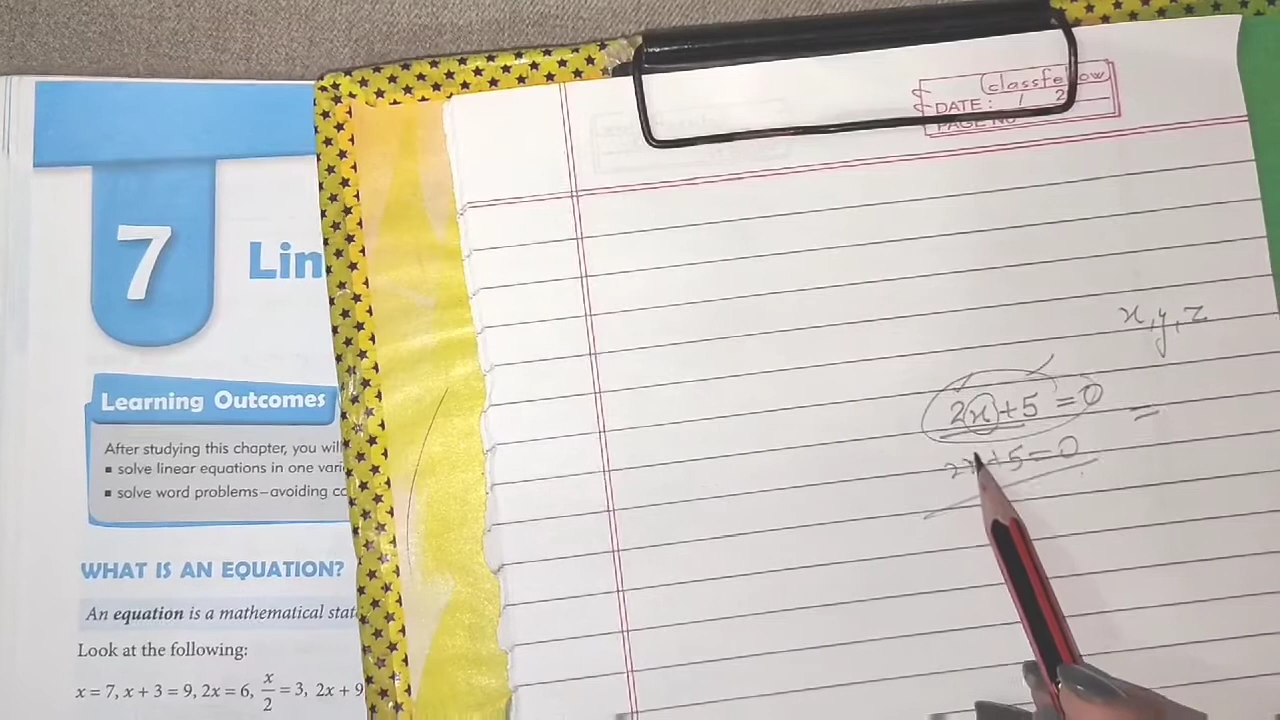 7
Lin
Learning Outcomes
After studying this chapter, you will
▪ solve linear equations in one vari
▪ solve word problems–avoiding co
WHAT IS AN EQUATION?
An equation is a mathematical stat
Look at the following:
x = 7, x + 3 = 9, 2x = 6, x/2 = 3, 2x + 9
classfellow
DATE : / 2
PAGE NO
x, y, z
2x+5 =0 =
2x+5=0